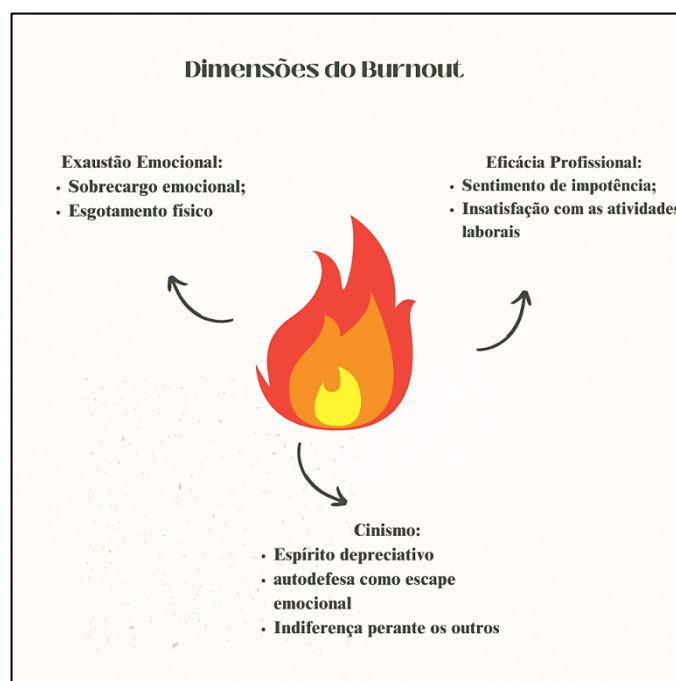 Dimensões do Burnout
Exaustão Emocional:
• Sobrecargo emocional;
• Esgotamento físico
Eficácia Profissional:
• Sentimento de impotência;
• Insatisfação com as atividades
laborais
Cinismo:
• Espírito depreciativo
• autodefesa como escape
emocional
• Indiferença perante os outros